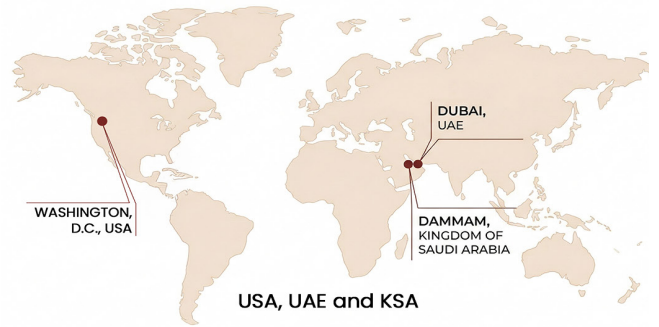 DUBAI,
UAE
WASHINGTON,
D.C., USA
DAMMAM,
KINGDOM OF
SAUDI ARABIA
USA, UAE and KSA